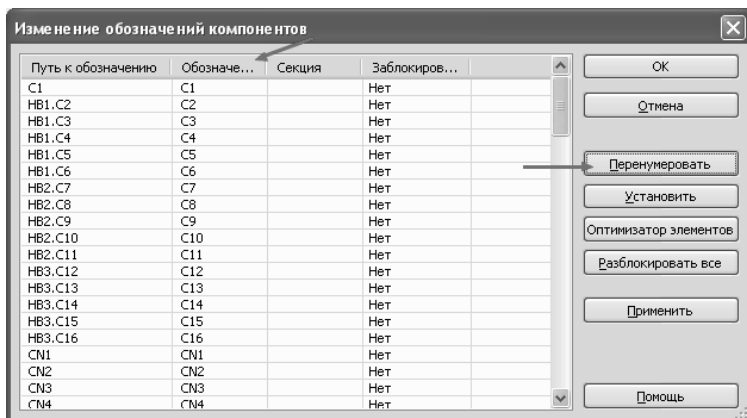 Изменение обозначений компонентов
Путь к обозначению Обозначе... Секция Заблокиров...
C1 C1 Нет
HB1.C2 C2 Нет
HB1.C3 C3 Нет
HB1.C4 C4 Нет
HB1.C5 C5 Нет
HB1.C6 C6 Нет
HB2.C7 C7 Нет
HB2.C8 C8 Нет
HB2.C9 C9 Нет
HB2.C10 C10 Нет
HB2.C11 C11 Нет
HB3.C12 C12 Нет
HB3.C13 C13 Нет
HB3.C14 C14 Нет
HB3.C15 C15 Нет
HB3.C16 C16 Нет
CN1 CN1 Нет
CN2 CN2 Нет
CN3 CN3 Нет
CN4 CN4 Нет
OK
Отмена
Перенумеровать
Установить
Оптимизатор элементов
Разблокировать все
Применить
Помощь